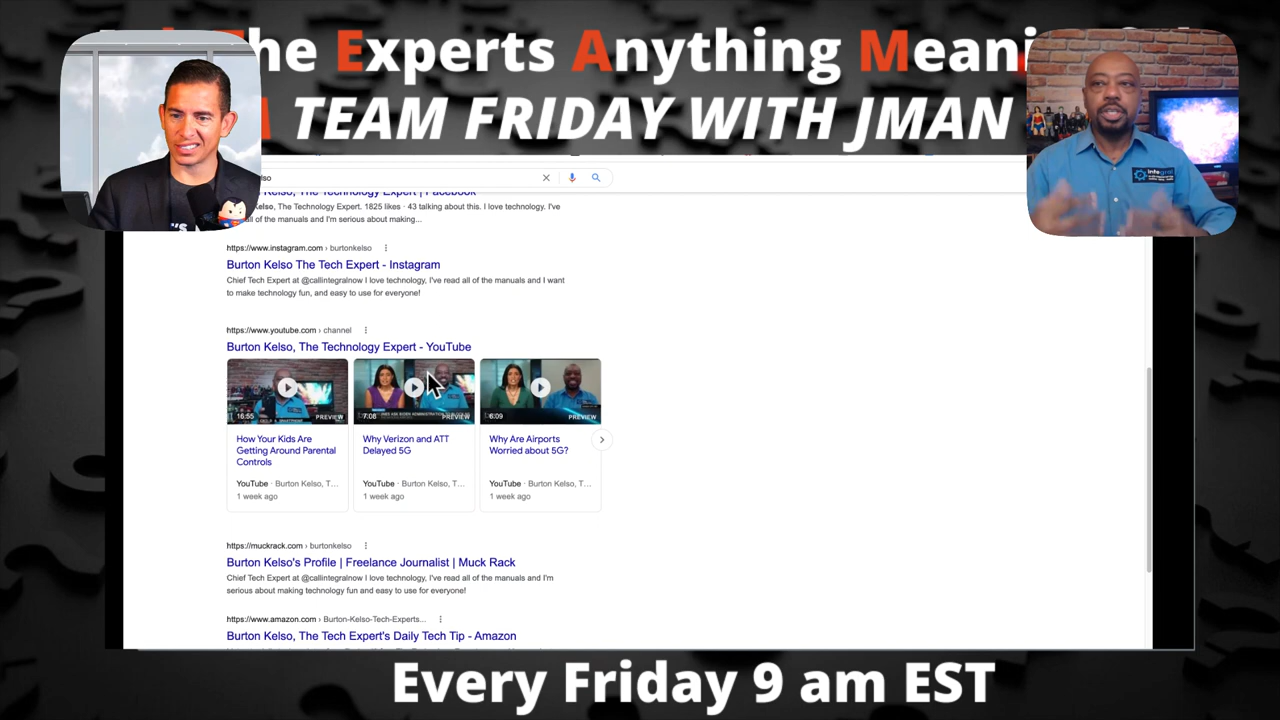 The Experts Anything Meani
TEAM FRIDAY WITH JMAN
lso
Kelso, The Technology Expert | Facebook
Kelso, The Technology Expert. 1825 likes · 43 talking about this. I love technology. I've
all of the manuals and I'm serious about making...
https://www.instagram.com › burtonkelso
Burton Kelso The Tech Expert - Instagram
Chief Tech Expert at @callintegralnow I love technology, I've read all of the manuals and I want
to make technology fun, and easy to use for everyone!
https://www.youtube.com › channel
Burton Kelso, The Technology Expert - YouTube
16:55 PREVIEW
7:08 PREVIEW
6:09 PREVIEW
How Your Kids Are
Getting Around Parental
Controls
YouTube · Burton Kelso, T...
1 week ago
Why Verizon and ATT
Delayed 5G
YouTube · Burton Kelso, T...
1 week ago
Why Are Airports
Worried about 5G?
YouTube · Burton Kelso, T...
1 week ago
https://muckrack.com › burtonkelso
Burton Kelso's Profile | Freelance Journalist | Muck Rack
Chief Tech Expert at @callintegralnow I love technology, I've read all of the manuals and I'm
serious about making technology fun and easy to use for everyone!
https://www.amazon.com › Burton-Kelso-Tech-Experts...
Burton Kelso, The Tech Expert's Daily Tech Tip - Amazon
integral
Every Friday 9 am EST